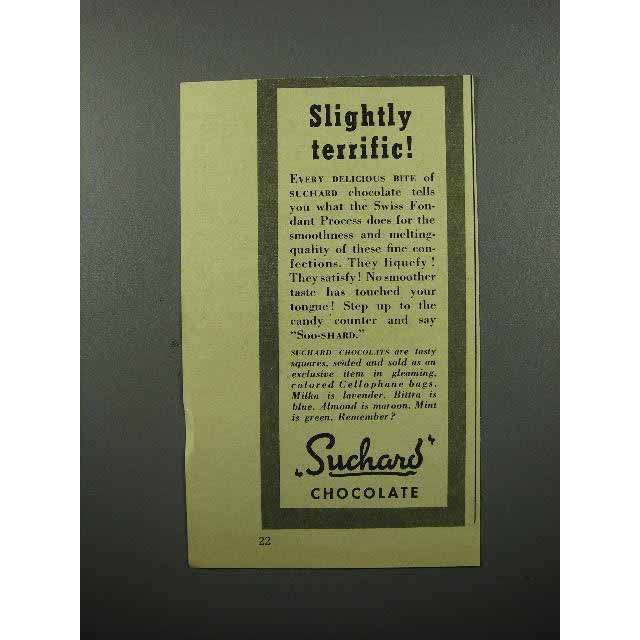 Slightly
terrific!
EVERY DELICIOUS BITE of
SUCHARD chocolate tells
you what the Swiss Fon-
dant Process does for the
smoothness and melting-
quality of these fine con-
fections. They liquefy!
They satisfy! No smoother
taste has touched your
tongue! Step up to the
candy counter and say
"SOO-SHARD."
SUCHARD CHOCOLATS are tasty
squares, sealed and sold as an
exclusive item in gleaming,
colored Cellophane bags.
Milka is lavender. Bittra is
blue. Almond is maroon. Mint
is green. Remember?
„Suchard"
CHOCOLATE
22